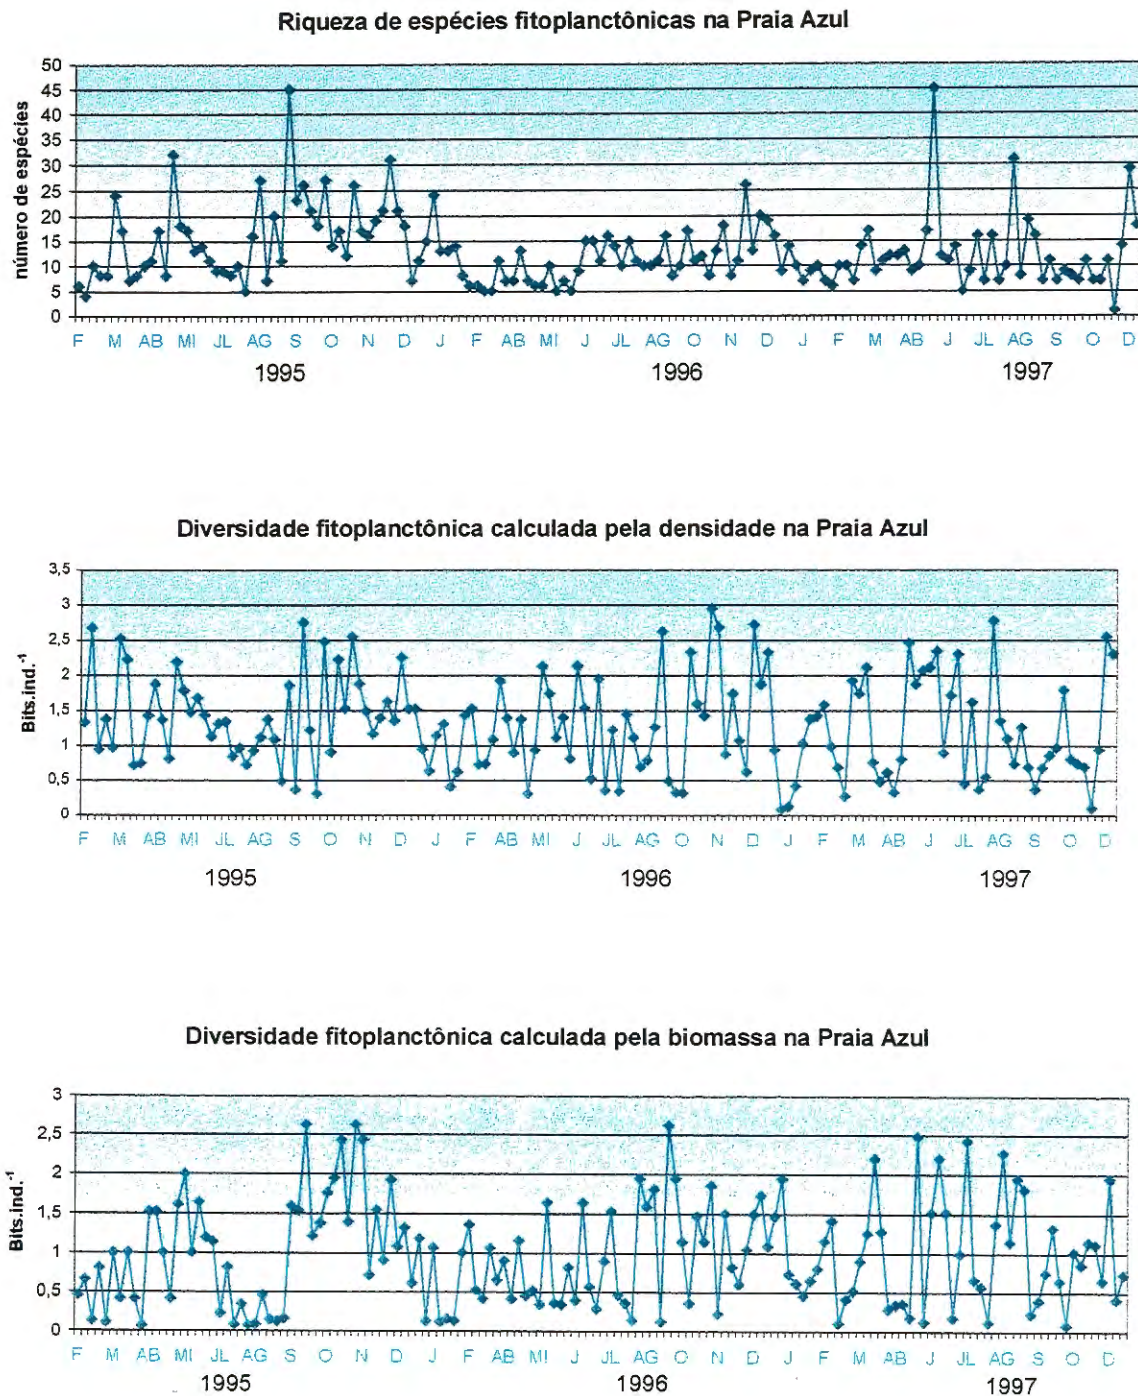 Riqueza de espécies fitoplanctônicas na Praia Azul
número de espécies
50
45
40
35
30
25
20
15
10
5
0
F M AB MI JL AG S O N D J F AB MI J JL AG O N D J F M AB J JL AG S O D
1995 1996 1997
Diversidade fitoplanctônica calculada pela densidade na Praia Azul
Bits.ind.⁻¹
3,5
3
2,5
2
1,5
1
0,5
0
F M AB MI JL AG S O N D J F AB MI J JL AG O N D J F M AB J JL AG S O D
1995 1996 1997
Diversidade fitoplanctônica calculada pela biomassa na Praia Azul
Bits.ind.⁻¹
3
2,5
2
1,5
1
0,5
0
F M AB MI JL AG S O N D J F AB MI J JL AG O N D J F M AB J JL AG S O D
1995 1996 1997